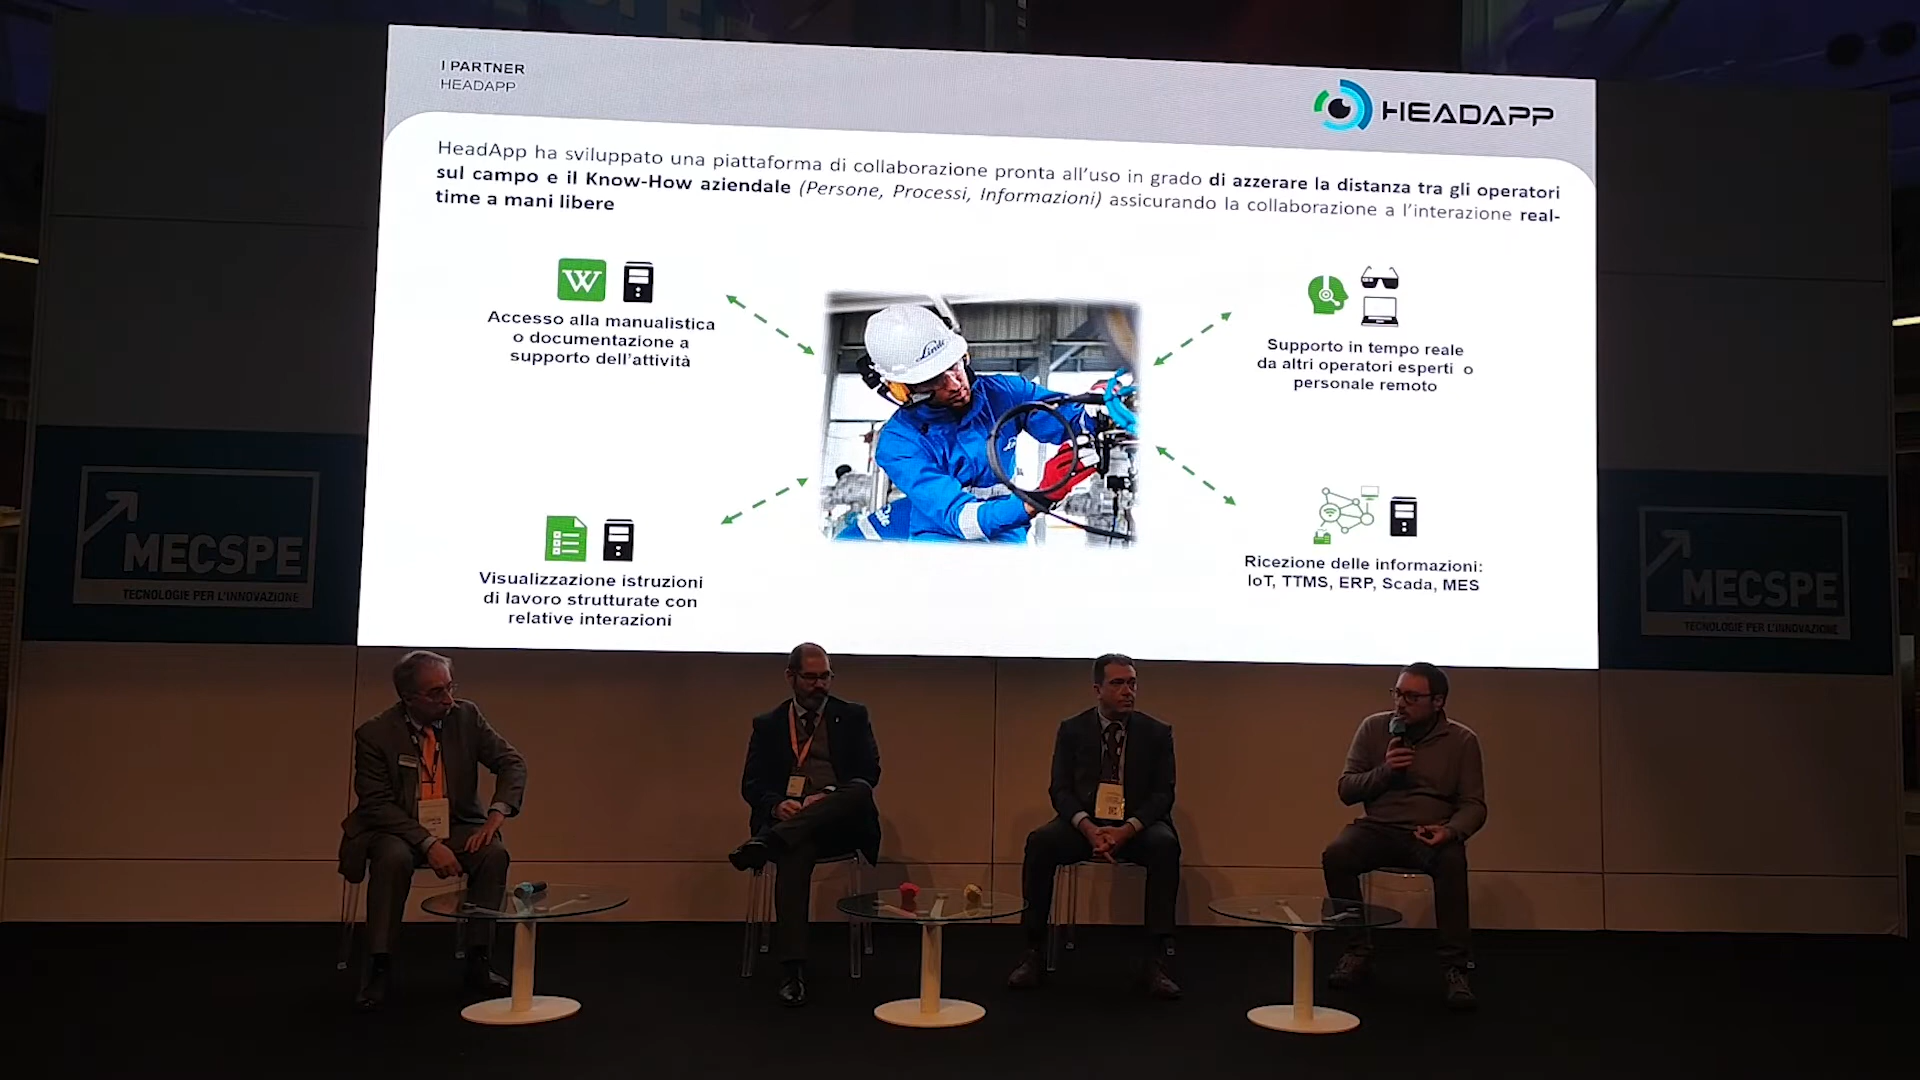 I PARTNER
HEADAPP
HEADAPP
HeadApp ha sviluppato una piattaforma di collaborazione pronta all'uso in grado di azzerare la distanza tra gli operatori
sul campo e il Know-How aziendale (Persone, Processi, Informazioni) assicurando la collaborazione a l'interazione real-
time a mani libere
W
Accesso alla manualistica
o documentazione a
supporto dell'attività
Supporto in tempo reale
da altri operatori esperti o
personale remoto
Linde
Visualizzazione istruzioni
di lavoro strutturate con
relative interazioni
Ricezione delle informazioni:
IoT, TTMS, ERP, Scada, MES
MECSPE
TECNOLOGIE PER L'INNOVAZIONE
MECSPE
TECNOLOGIE PER L'INNOVAZIONE